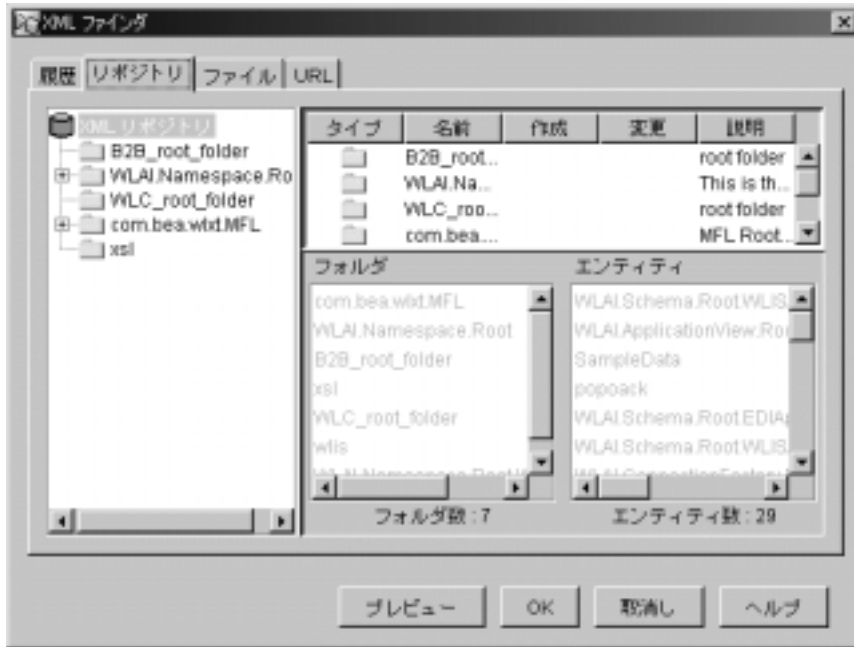 XML ファインダ
履歴 リポジトリ ファイル URL
XML リポジトリ
B2B_root_folder
WLAI.Namespace.Ro
WLC_root_folder
com.bea.wlxt.MFL
xsl
タイプ 名前 作成 変更 説明
B2B_root... root folder
WLAI.Na... This is th...
WLC_roo... root folder
com.bea.... MFL Root...
フォルダ
com.bea.wlxt.MFL
WLAI.Namespace.Root
B2B_root_folder
xsl
WLC_root_folder
wlis
フォルダ数 : 7
エンティティ
WLAI.Schema.Root.WLIS
WLAI.ApplicationView.Ro
SampleData
popoack
WLAI.Schema.Root.EDIA
WLAI.Schema.Root.WLIS
エンティティ数 : 29
プレビュー OK 取消し ヘルプ